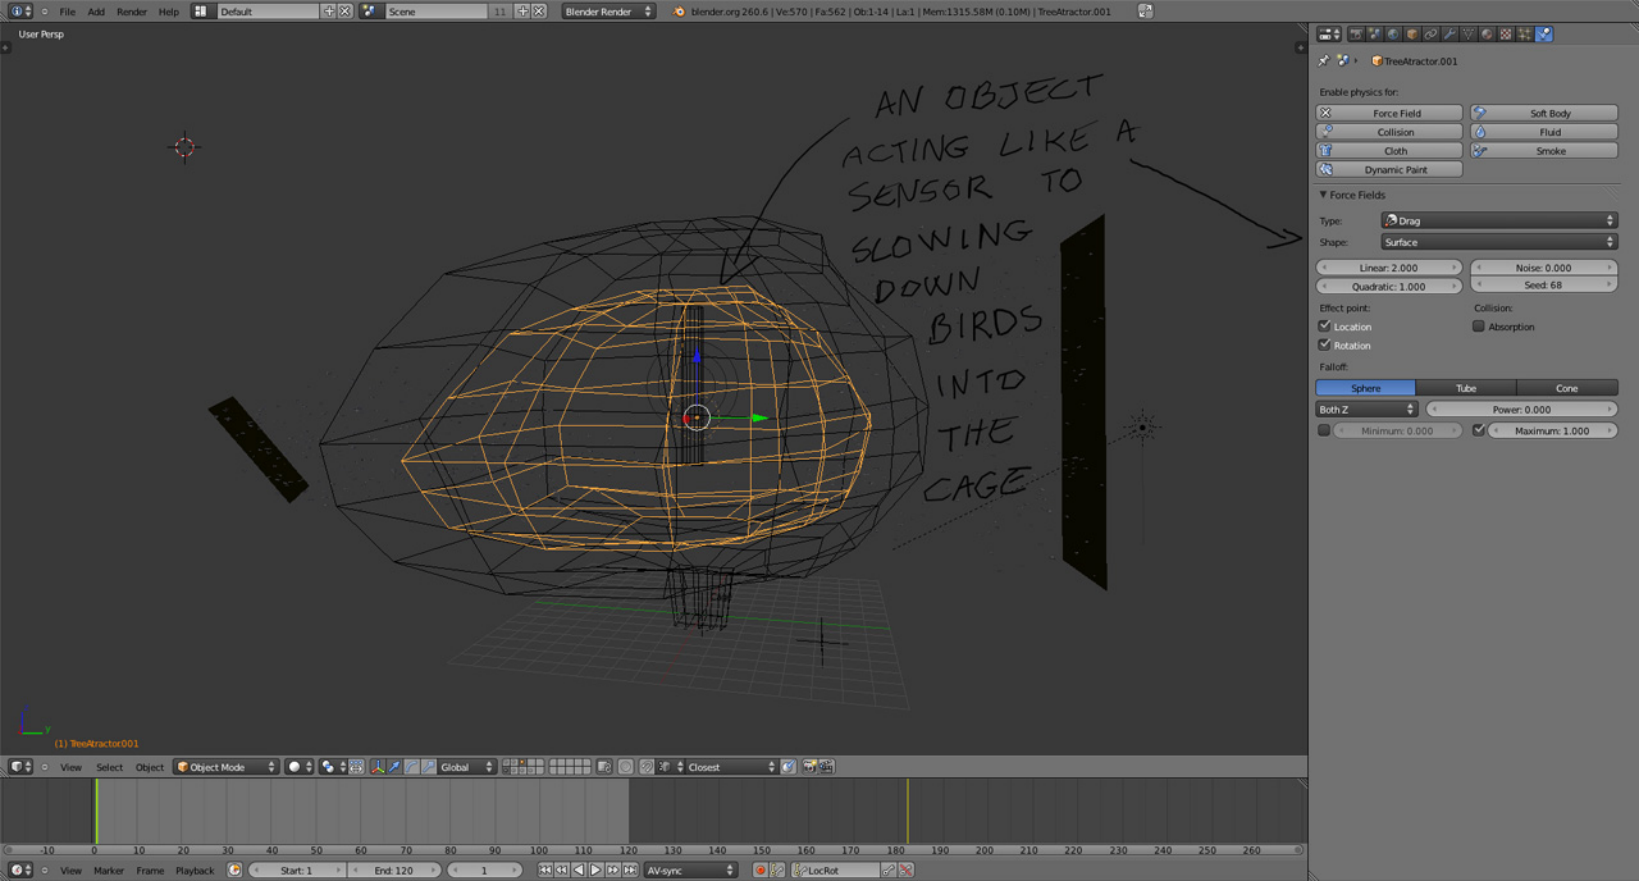 File Add Render Help Default Scene 11 Blender Render blender.org 260.6 | Ve:570 | Fa:562 | Ob:1-14 | La:1 | Mem:1315.58M (0.10M) | TreeAtractor.001
User Persp
AN OBJECT
ACTING LIKE A
SENSOR TO
SLOWING
DOWN
BIRDS
INTO
THE
CAGE
z
y
(1) TreeAtractor.001
TreeAtractor.001
Enable physics for:
Force Field Soft Body
Collision Fluid
Cloth Smoke
Dynamic Paint
Force Fields
Type: Drag
Shape: Surface
Linear: 2.000 Noise: 0.000
Quadratic: 1.000 Seed: 68
Effect point: Collision:
Location Absorption
Rotation
Falloff:
Sphere Tube Cone
Both Z Power: 0.000
Minimum: 0.000 Maximum: 1.000
View Select Object Object Mode Global Closest
-10 0 10 20 30 40 50 60 70 80 90 100 110 120 130 140 150 160 170 180 190 200 210 220 230 240 250 260
View Marker Frame Playback Start: 1 End: 120 1 AV-sync LocRot